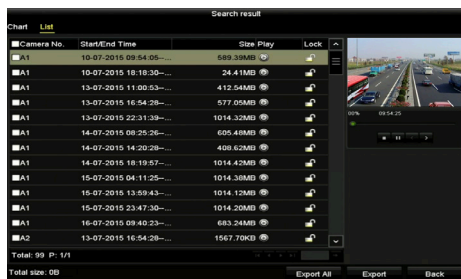 Search result
Chart List
Camera No. Start/End Time Size Play Lock
A1 10-07-2015 09:54:05--... 589.39MB
A1 10-07-2015 18:18:30--... 24.41MB
A1 13-07-2015 11:00:53--... 412.54MB
A1 13-07-2015 16:54:28--... 577.05MB
A1 13-07-2015 22:31:39--... 1014.32MB
A1 14-07-2015 08:25:26--... 605.48MB
A1 14-07-2015 14:20:28--... 408.62MB
A1 14-07-2015 18:19:57--... 1014.42MB
A1 15-07-2015 04:11:25--... 1014.38MB
A1 15-07-2015 13:59:43--... 1014.12MB
A1 15-07-2015 23:47:30--... 1014.20MB
A1 16-07-2015 09:40:23--... 683.24MB
A2 13-07-2015 16:54:28--... 1567.70KB
09:54:25
Total: 99 P: 1/1
Total size: 0B
Export All Export Back